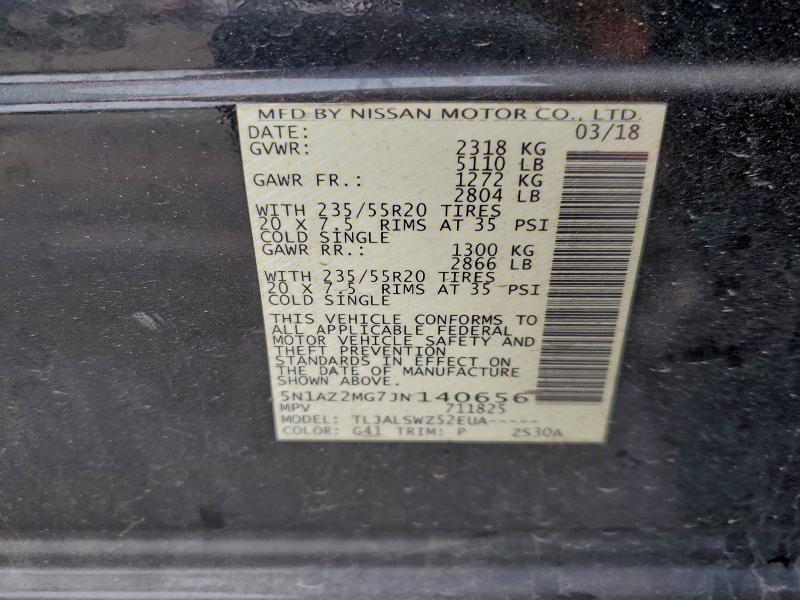 MFD BY NISSAN MOTOR CO., LTD.
DATE: 03/18
GVWR: 2318 KG
5110 LB
GAWR FR.: 1272 KG
2804 LB
WITH 235/55R20 TIRES
20 X 7.5 RIMS AT 35 PSI
COLD SINGLE
GAWR RR.: 1300 KG
2866 LB
WITH 235/55R20 TIRES
20 X 7.5 RIMS AT 35 PSI
COLD SINGLE
THIS VEHICLE CONFORMS TO
ALL APPLICABLE FEDERAL
MOTOR VEHICLE SAFETY AND
THEFT PREVENTION
STANDARDS IN EFFECT ON
THE DATE OF MANUFACTURE
SHOWN ABOVE.
5N1AZ2MG7JN140656
MPV 711825
MODEL: TLJALSWZ52EUA-----
COLOR: G41 TRIM: P ZS30A